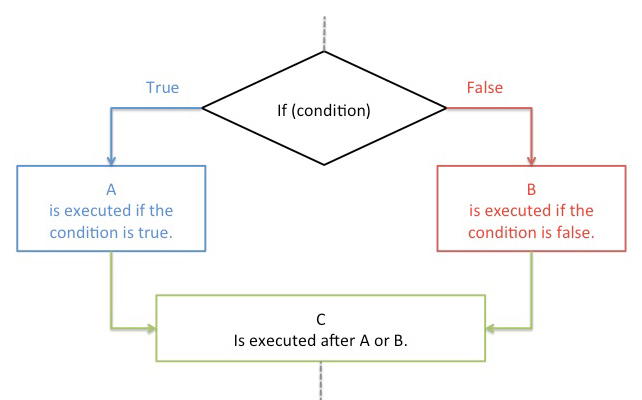 True
False
If (condition)
A
is executed if the
condition is true.
B
is executed if the
condition is false.
C
Is executed after A or B.